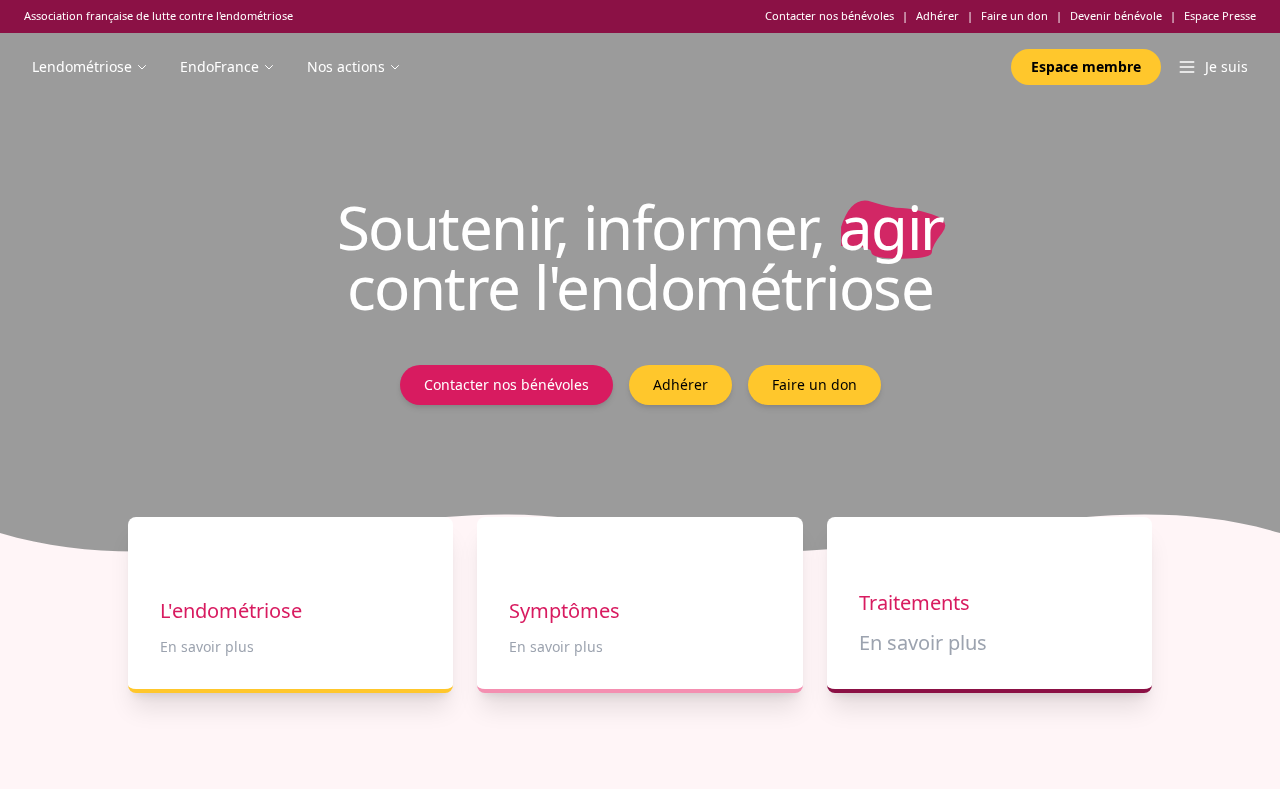 Association française de lutte contre l'endométriose
Contacter nos bénévoles | Adhérer | Faire un don | Devenir bénévole | Espace Presse
Lendométriose
EndoFrance
Nos actions
Espace membre
Je suis
Soutenir, informer, agir
contre l'endométriose
Contacter nos bénévoles
Adhérer
Faire un don
L'endométriose
En savoir plus
Symptômes
En savoir plus
Traitements
En savoir plus